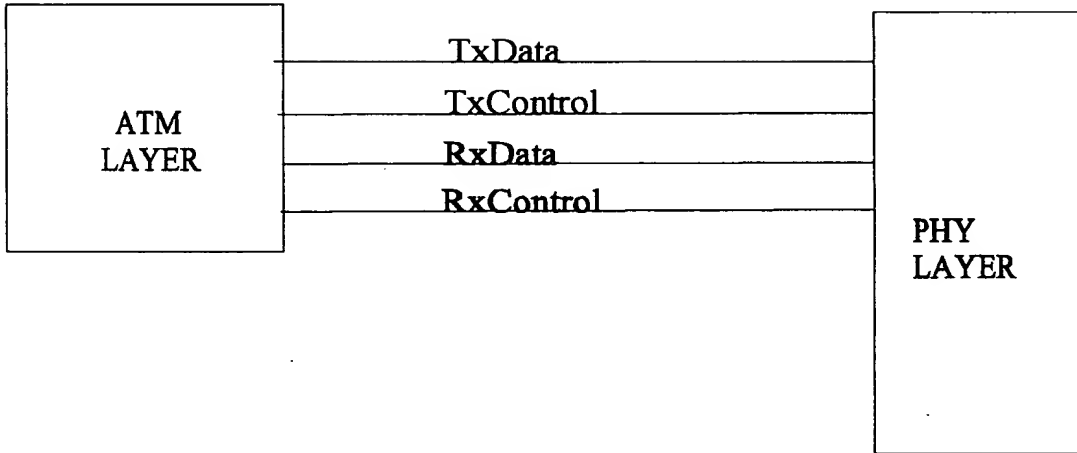 TxData
TxControl
ATM
LAYER
RxData
RxControl
PHY
LAYER